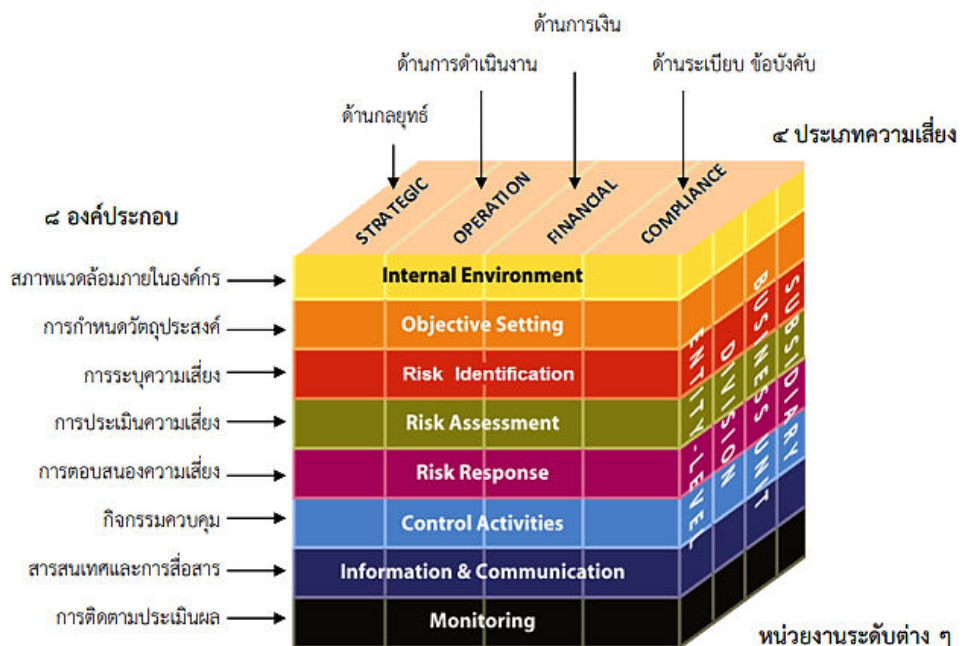 ด้านการเงิน
ด้านการดำเนินงาน
ด้านระเบียบ ข้อบังคับ
ด้านกลยุทธ์
๔ ประเภทความเสี่ยง
STRATEGIC
OPERATION
FINANCIAL
COMPLIANCE
๘ องค์ประกอบ
สภาพแวดล้อมภายในองค์กร
Internal Environment
การกำหนดวัตถุประสงค์
Objective Setting
การระบุความเสี่ยง
Risk Identification
การประเมินความเสี่ยง
Risk Assessment
การตอบสนองความเสี่ยง
Risk Response
กิจกรรมควบคุม
Control Activities
สารสนเทศและการสื่อสาร
Information & Communication
การติดตามประเมินผล
Monitoring
ENTITY-LEVEL
DIVISION
BUSINESS UNIT
SUBSIDIARY
หน่วยงานระดับต่าง ๆ